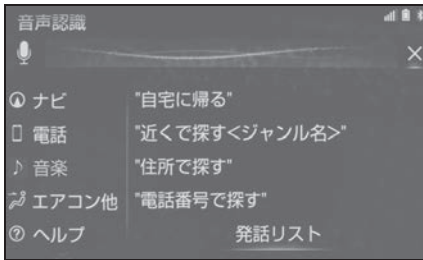 音声認識
ナビ "自宅に帰る"
電話 "近くで探す<ジャンル名>"
音楽 "住所で探す"
エアコン他 "電話番号で探す"
ヘルプ 発話リスト